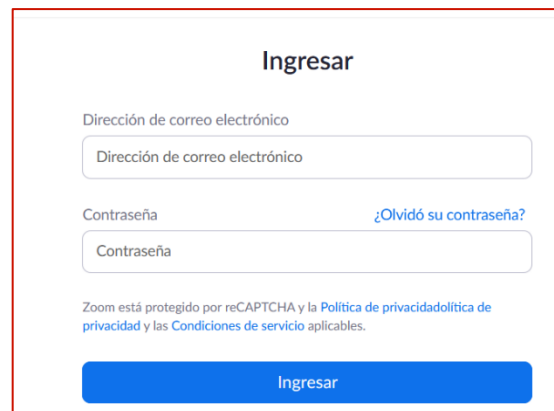 Ingresar
Dirección de correo electrónico
Dirección de correo electrónico
Contraseña ¿Olvidó su contraseña?
Contraseña
Zoom está protegido por reCAPTCHA y la Política de privacidadolítica de
privacidad y las Condiciones de servicio aplicables.
Ingresar